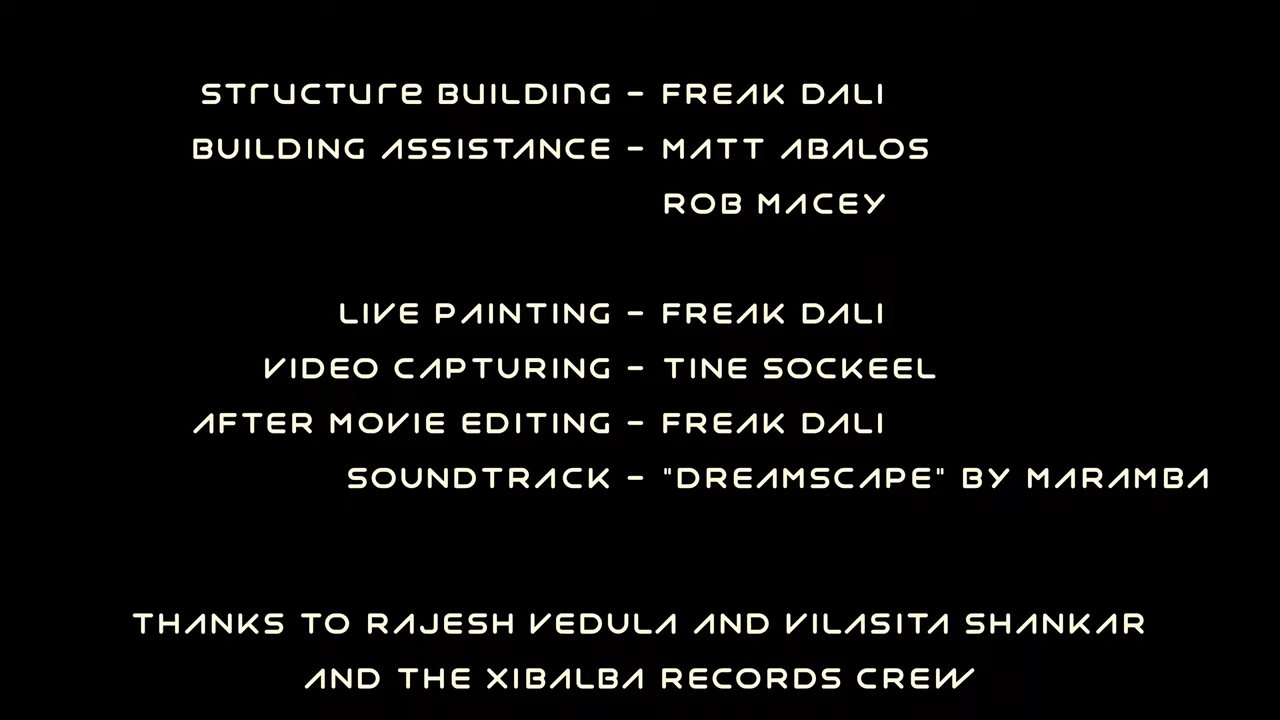 STrUCTUre BUILDInG - FREAK DALI
BUILDING ASSISTANCE - MATT ABALOS
ROB MACEY
LIVE PAINTING - FREAK DALI
VIDEO CAPTURING - TINE SOCKEEL
AFTER MOVIE EDITING - FREAK DALI
SOUNDTRACK - "DREAMSCAPE" BY MARAMBA
THANKS TO RAJESH VEDULA AND VILASITA SHANKAR
AND THE XIBALBA RECORDS CREW